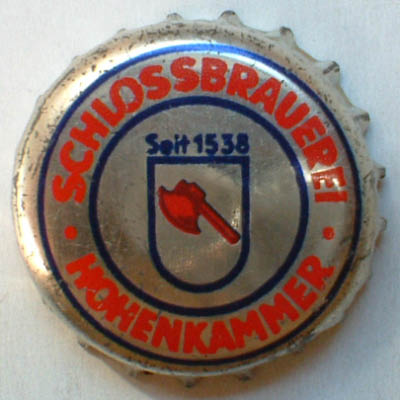 SCHLOSSBRAUEREI
Seit 1538
• HOHENKAMMER •